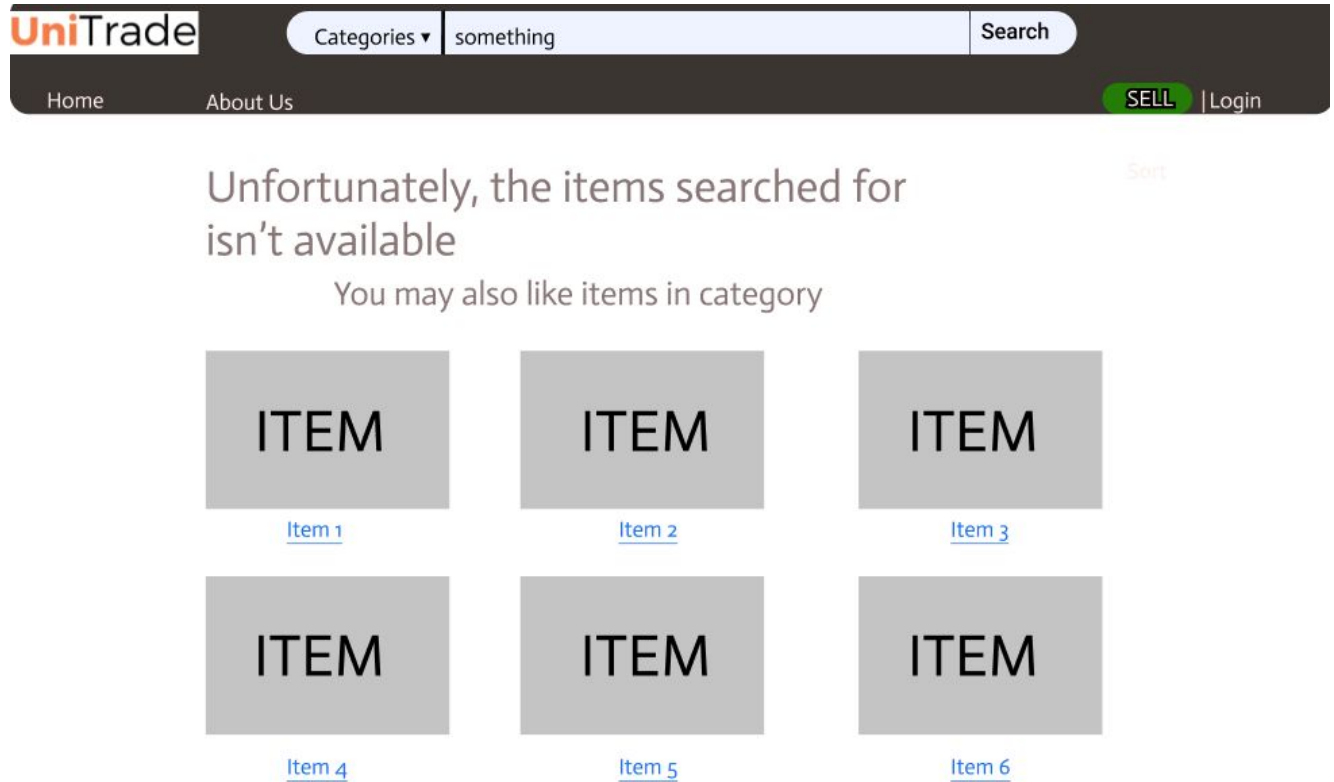 UniTrade
Categories ▾
something
Search
Home
About Us
SELL
|Login
Sort
Unfortunately, the items searched for
isn't available
You may also like items in category
ITEM
ITEM
ITEM
Item 1
Item 2
Item 3
ITEM
ITEM
ITEM
Item 4
Item 5
Item 6